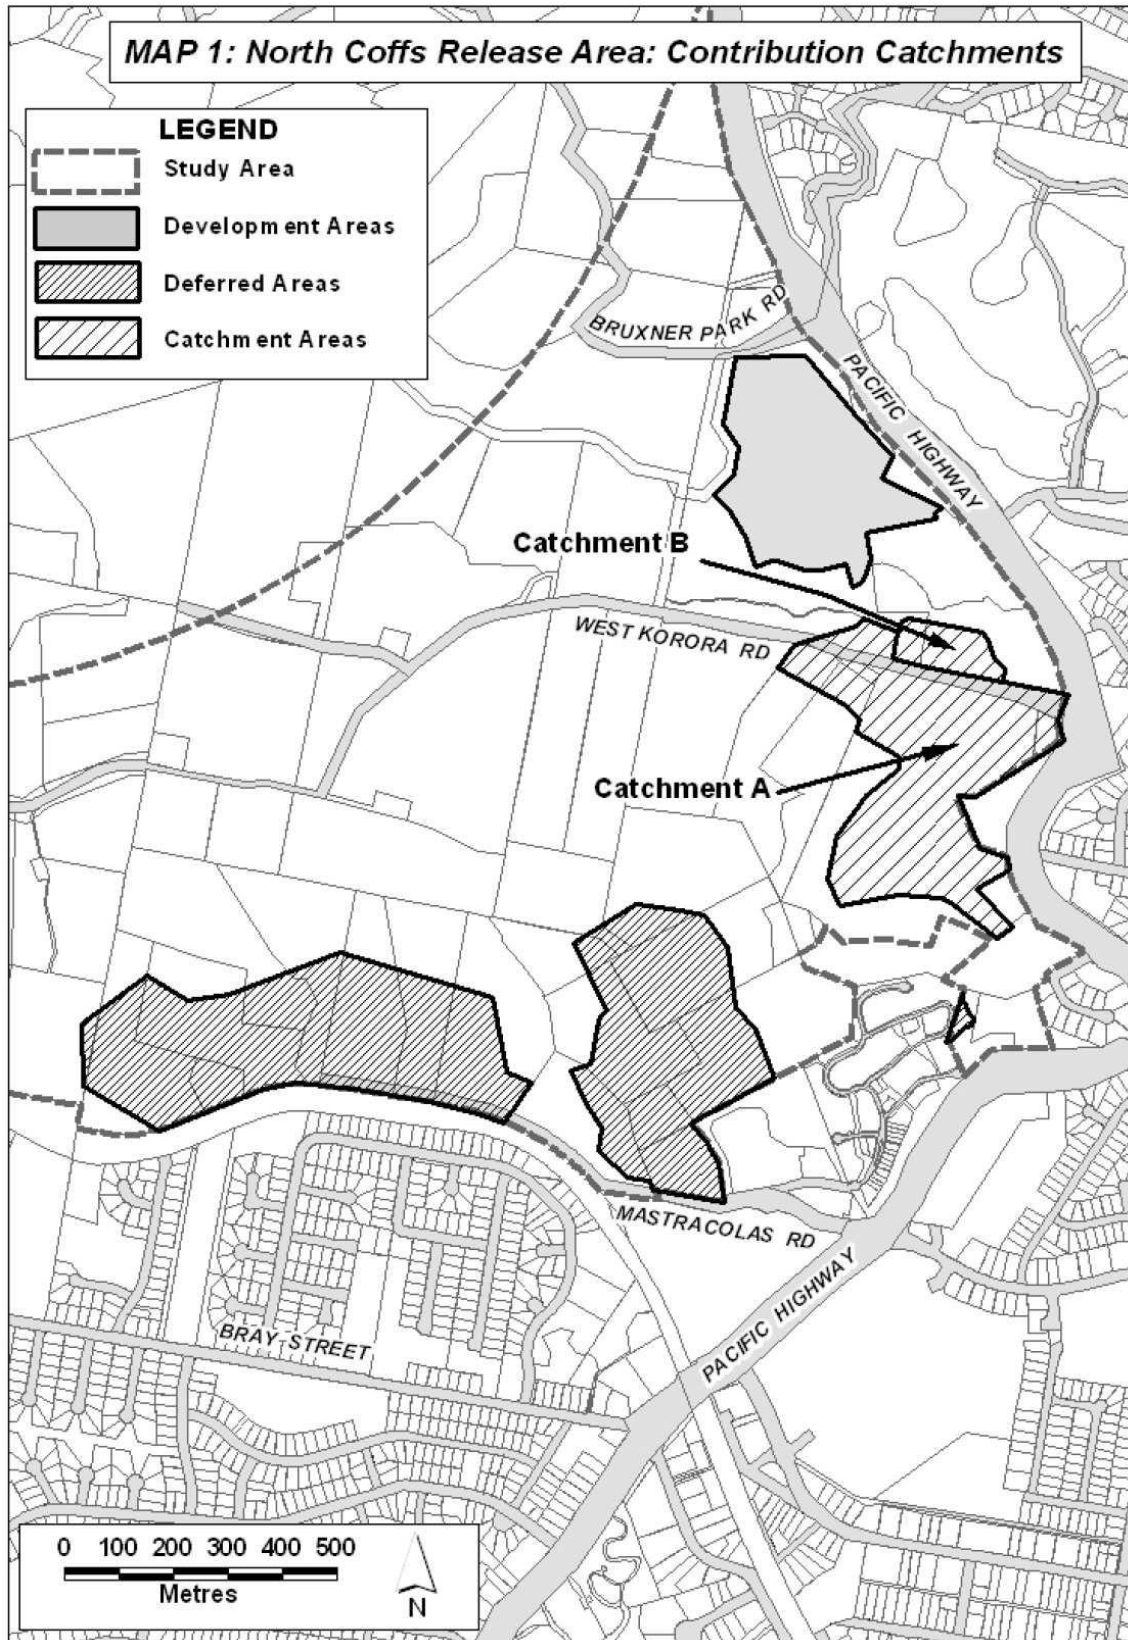 MAP 1: North Coffs Release Area: Contribution Catchments
LEGEND
Study Area
Development Areas
Deferred Areas
Catchment Areas
BRUXNER PARK RD
PACIFIC HIGHWAY
Catchment B
WEST KORORA RD
Catchment A
MASTRACOLAS RD
PACIFIC HIGHWAY
BRAY STREET
0 100 200 300 400 500
Metres
N